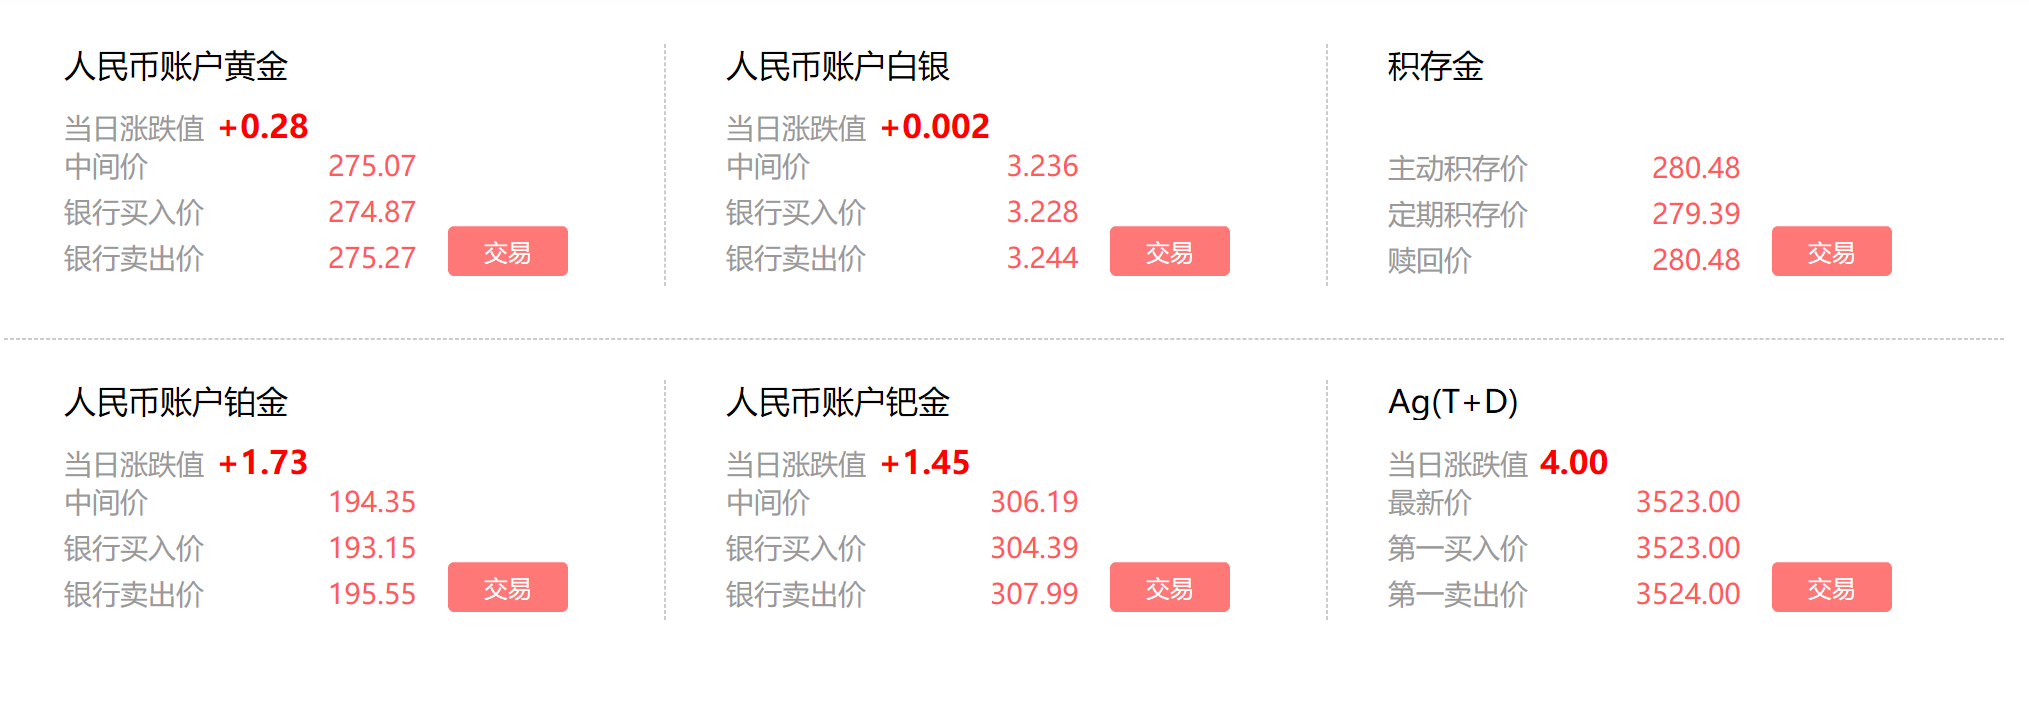 人民币账户黄金
当日涨跌值 +0.28
中间价 275.07
银行买入价 274.87
银行卖出价 275.27 交易
人民币账户白银
当日涨跌值 +0.002
中间价 3.236
银行买入价 3.228
银行卖出价 3.244 交易
积存金
主动积存价 280.48
定期积存价 279.39
赎回价 280.48 交易
人民币账户铂金
当日涨跌值 +1.73
中间价 194.35
银行买入价 193.15
银行卖出价 195.55 交易
人民币账户钯金
当日涨跌值 +1.45
中间价 306.19
银行买入价 304.39
银行卖出价 307.99 交易
Ag(T+D)
当日涨跌值 4.00
最新价 3523.00
第一买入价 3523.00
第一卖出价 3524.00 交易